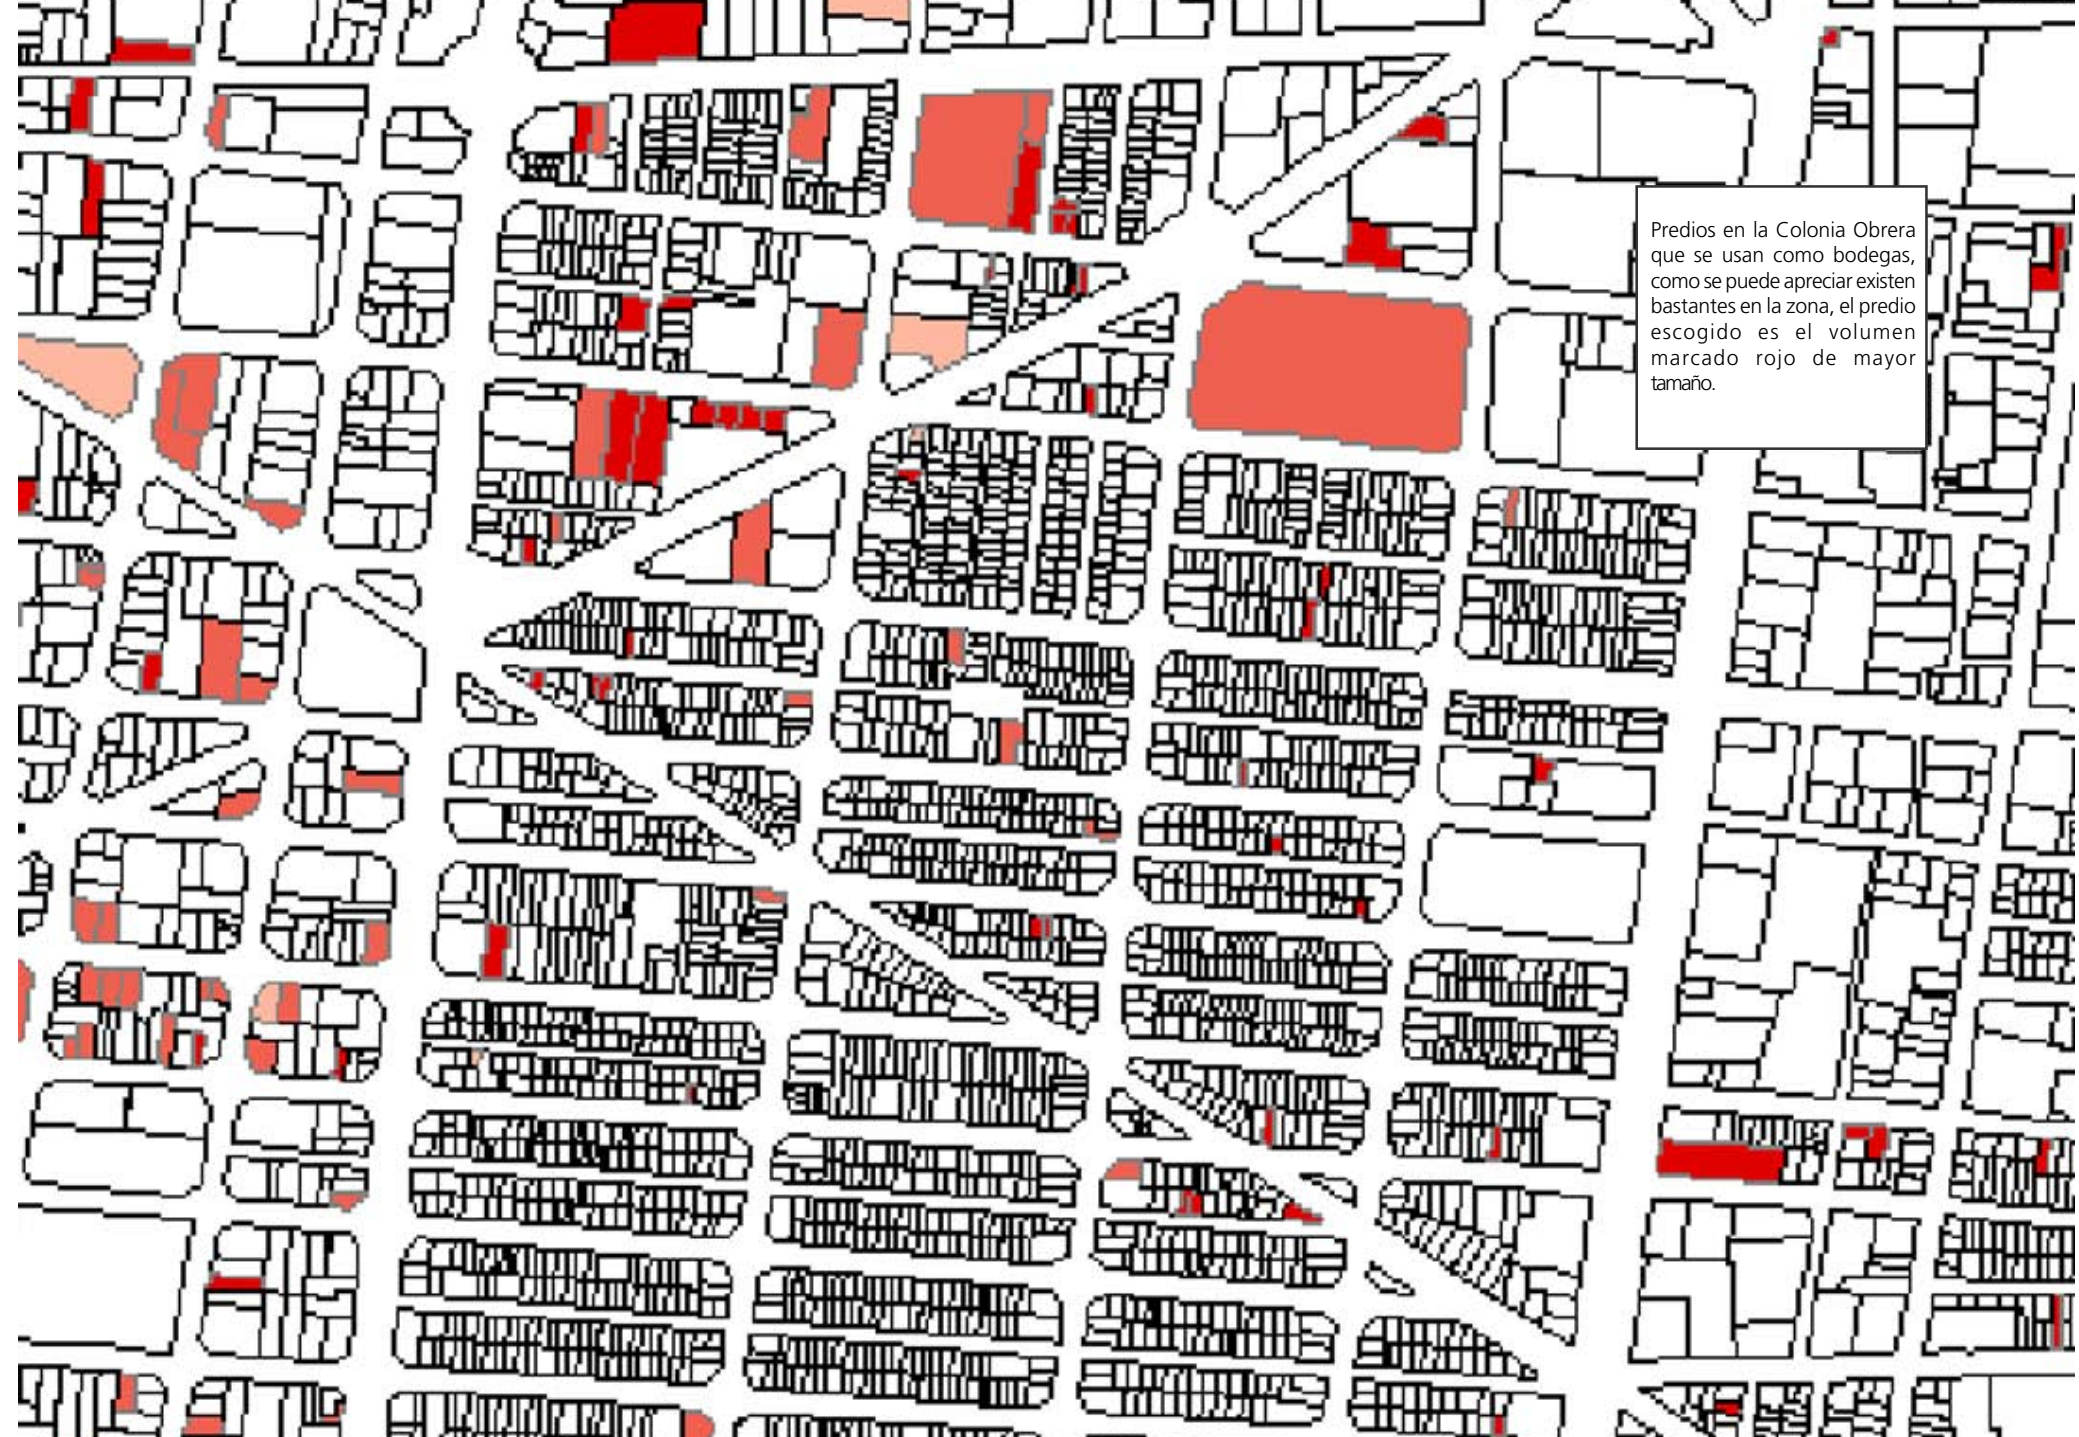 Predios en la Colonia Obrera
que se usan como bodegas,
como se puede apreciar existen
bastantes en la zona, el predio
escogido es el volumen
marcado rojo de mayor
tamaño.